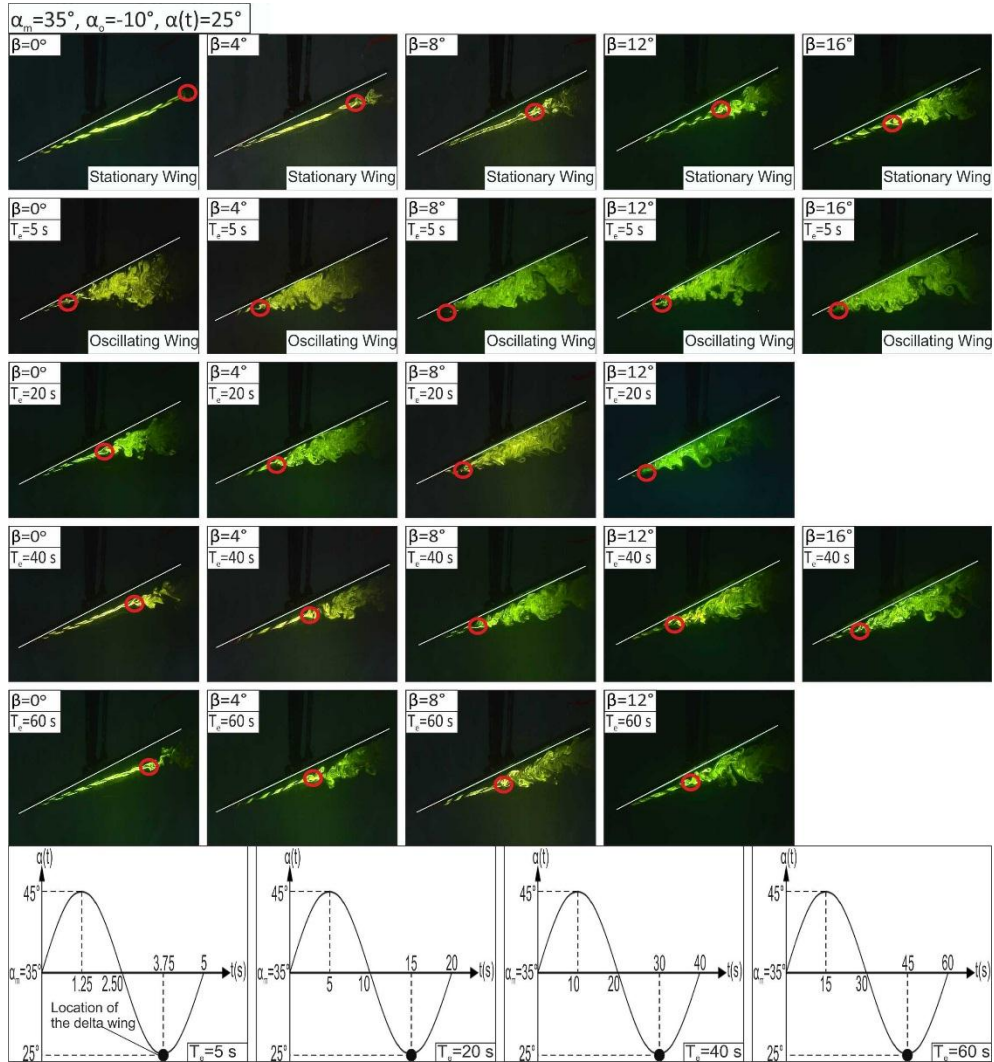 αₘ=35°, αₒ=-10°, α(t)=25°
β=0° β=4° β=8° β=12° β=16°
Stationary Wing Stationary Wing Stationary Wing Stationary Wing Stationary Wing
β=0° β=4° β=8° β=12° β=16°
Tₑ=5 s Tₑ=5 s Tₑ=5 s Tₑ=5 s Tₑ=5 s
Oscillating Wing Oscillating Wing Oscillating Wing Oscillating Wing Oscillating Wing
β=0° β=4° β=8° β=12°
Tₑ=20 s Tₑ=20 s Tₑ=20 s Tₑ=20 s
β=0° β=4° β=8° β=12° β=16°
Tₑ=40 s Tₑ=40 s Tₑ=40 s Tₑ=40 s Tₑ=40 s
β=0° β=4° β=8° β=12°
Tₑ=60 s Tₑ=60 s Tₑ=60 s Tₑ=60 s
α(t) α(t) α(t) α(t)
45° 45° 45° 45°
3.75 5 15 20 30 40 45 60
αₘ=35° t(s) αₘ=35° t(s) αₘ=35° t(s) αₘ=35° t(s)
1.25 2.50 5 10 10 20 15 30
Location of
the delta wing
25° Tₑ=5 s 25° Tₑ=20 s 25° Tₑ=40 s 25° Tₑ=60 s